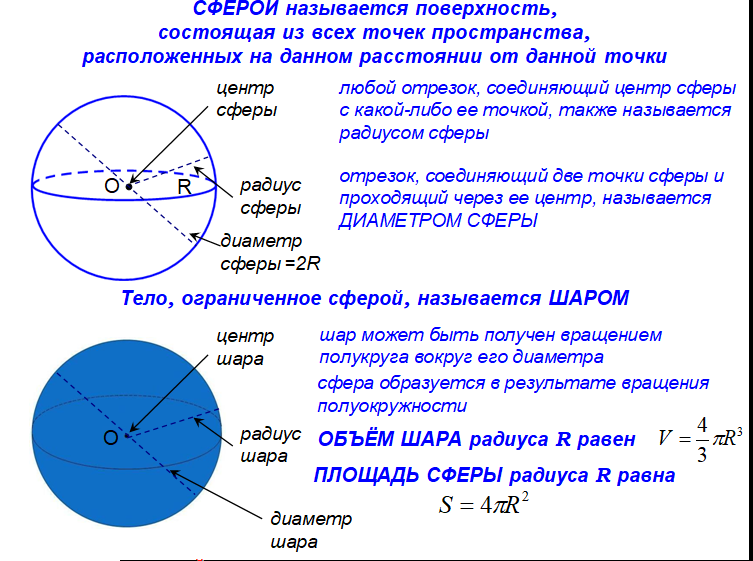 СФЕРОЙ называется поверхность,
состоящая из всех точек пространства,
расположенных на данном расстоянии от данной точки
центр
сферы
любой отрезок, соединяющий центр сферы
с какой-либо ее точкой, также называется
радиусом сферы
O
R
радиус
сферы
отрезок, соединяющий две точки сферы и
проходящий через ее центр, называется
ДИАМЕТРОМ СФЕРЫ
диаметр
сферы =2R
Тело, ограниченное сферой, называется ШАРОМ
центр
шара
шар может быть получен вращением
полукруга вокруг его диаметра
сфера образуется в результате вращения
полуокружности
O
радиус
шара
ОБЪЁМ ШАРА радиуса R равен V = 4/3 πR³
ПЛОЩАДЬ СФЕРЫ радиуса R равна
S = 4πR²
диаметр
шара